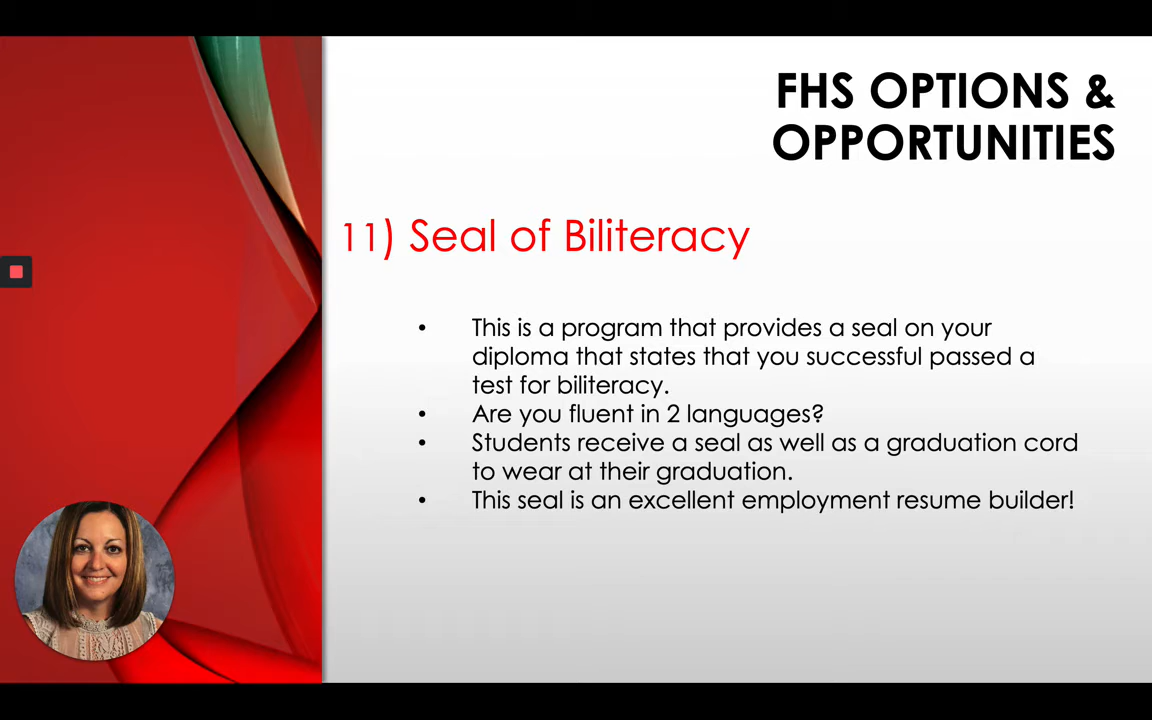 FHS OPTIONS &
OPPORTUNITIES
11) Seal of Biliteracy
• This is a program that provides a seal on your
diploma that states that you successful passed a
test for biliteracy.
• Are you fluent in 2 languages?
• Students receive a seal as well as a graduation cord
to wear at their graduation.
• This seal is an excellent employment resume builder!